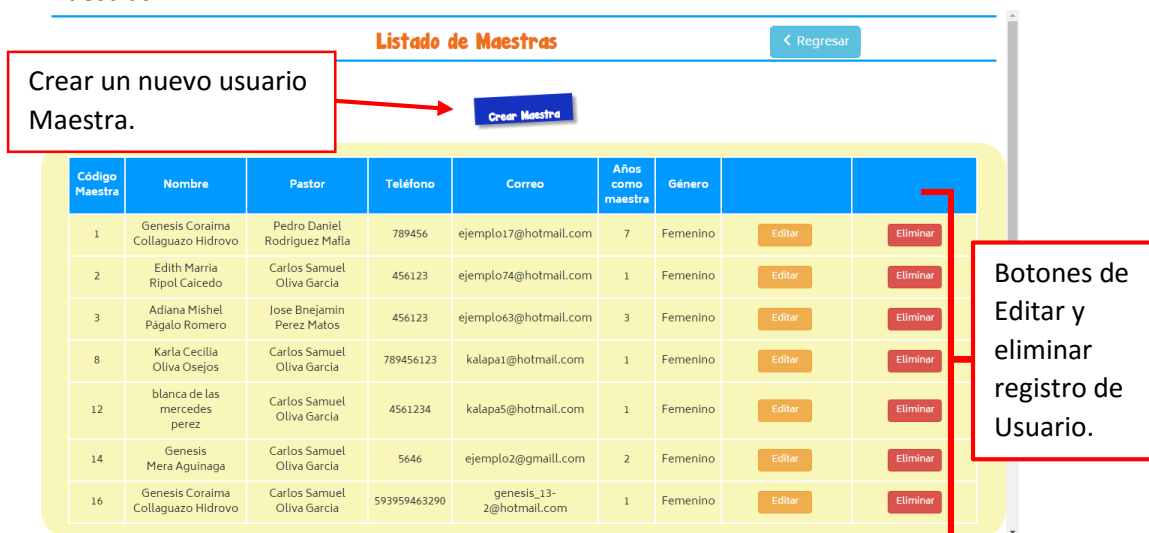 Listado de Maestras
Regresar
Crear un nuevo usuario
Maestra.
Crear Maestra
Código Maestra Nombre Pastor Teléfono Correo Años como maestra Género
1 Genesis Coraima Collaguazo Hidrovo Pedro Daniel Rodriguez Mafla 789456 ejemplo17@hotmail.com 7 Femenino Editar Eliminar
2 Edith Marria Ripol Caicedo Carlos Samuel Oliva Garcia 456123 ejemplo74@hotmail.com 1 Femenino Editar Eliminar
3 Adiana Mishel Págalo Romero Jose Bnejamin Perez Matos 456123 ejemplo63@hotmail.com 3 Femenino Editar Eliminar
8 Karla Cecilia Oliva Osejos Carlos Samuel Oliva Garcia 789456123 kalapa1@hotmail.com 1 Femenino Editar Eliminar
12 blanca de las mercedes perez Carlos Samuel Oliva Garcia 4561234 kalapa5@hotmail.com 1 Femenino Editar Eliminar
14 Genesis Mera Aguinaga Carlos Samuel Oliva Garcia 5646 ejemplo2@gmaill.com 2 Femenino Editar Eliminar
16 Genesis Coraima Collaguazo Hidrovo Carlos Samuel Oliva Garcia 593959463290 genesis_13-2@hotmail.com 1 Femenino Editar Eliminar
Botones de
Editar y
eliminar
registro de
Usuario.